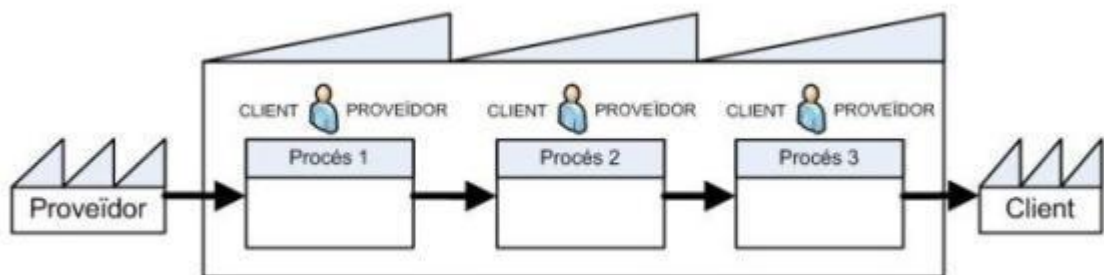 CLIENT PROVEÏDOR CLIENT PROVEÏDOR CLIENT PROVEÏDOR
Procés 1 Procés 2 Procés 3
Proveïdor Client